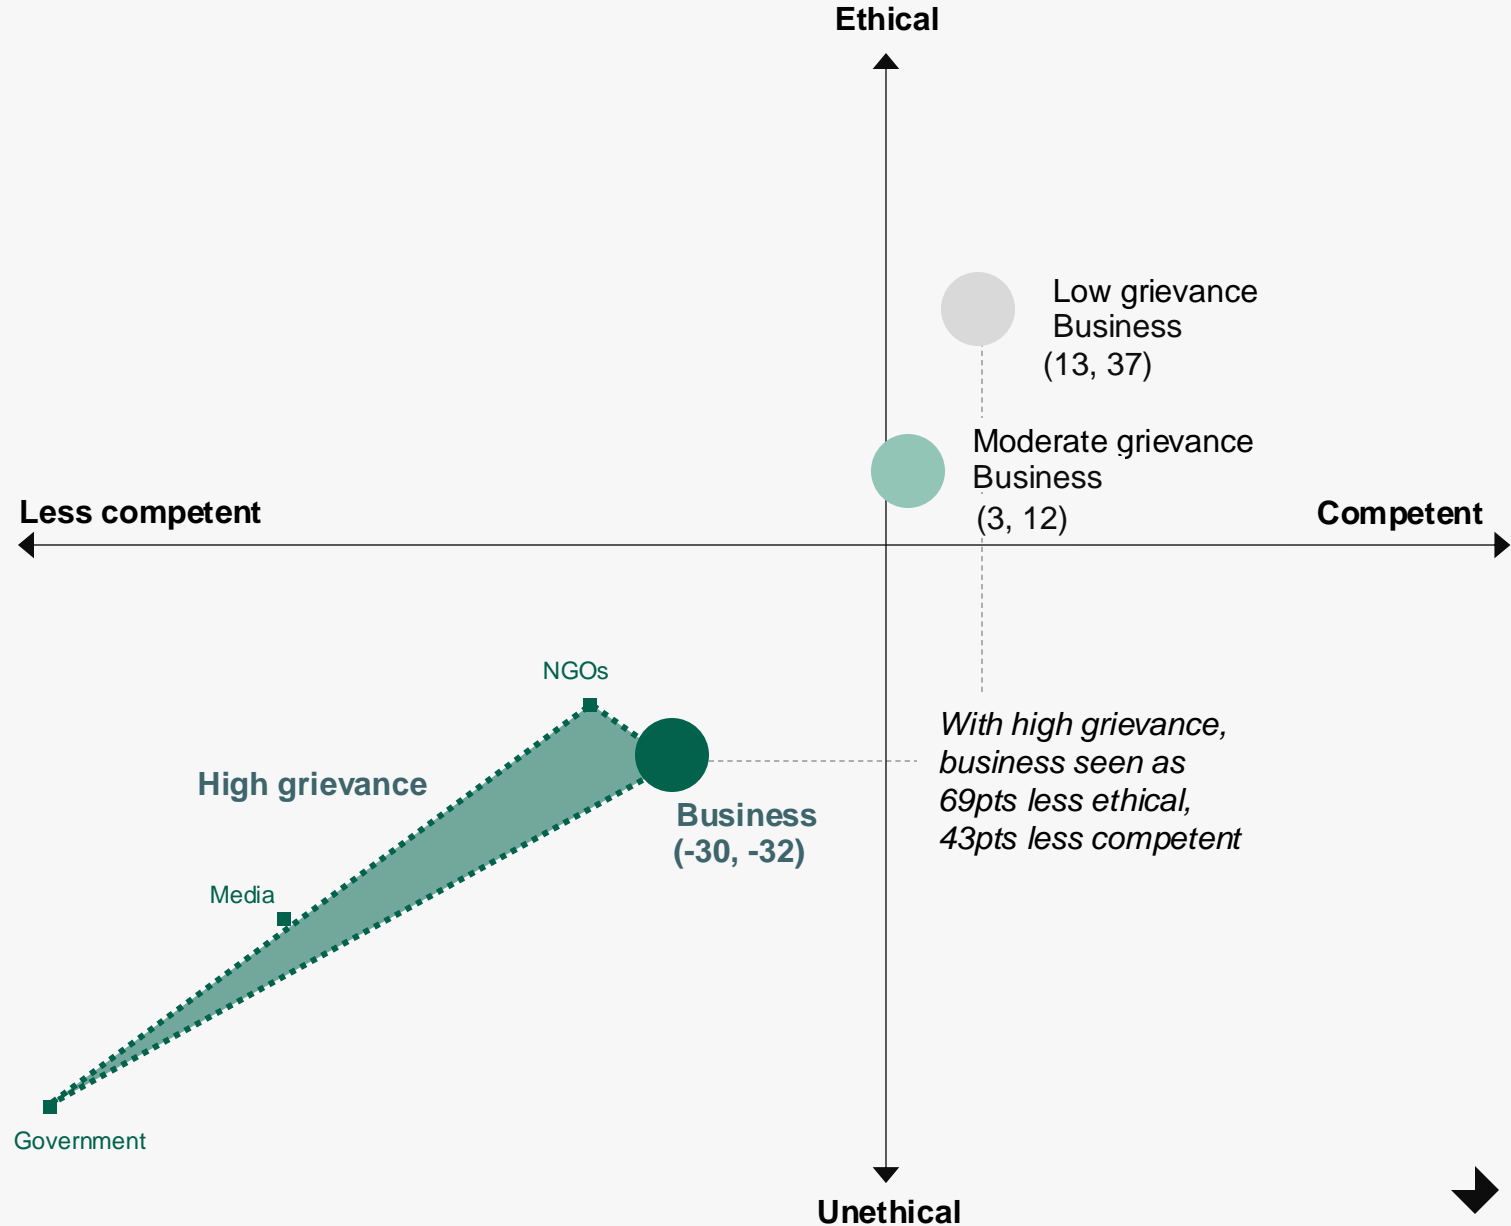 Ethical
Low grievance
Business
(13, 37)
Moderate grievance
Business
(3, 12)
Less competent
Competent
NGOs
High grievance
Business
(-30, -32)
With high grievance,
business seen as
69pts less ethical,
43pts less competent
Media
Government
Unethical